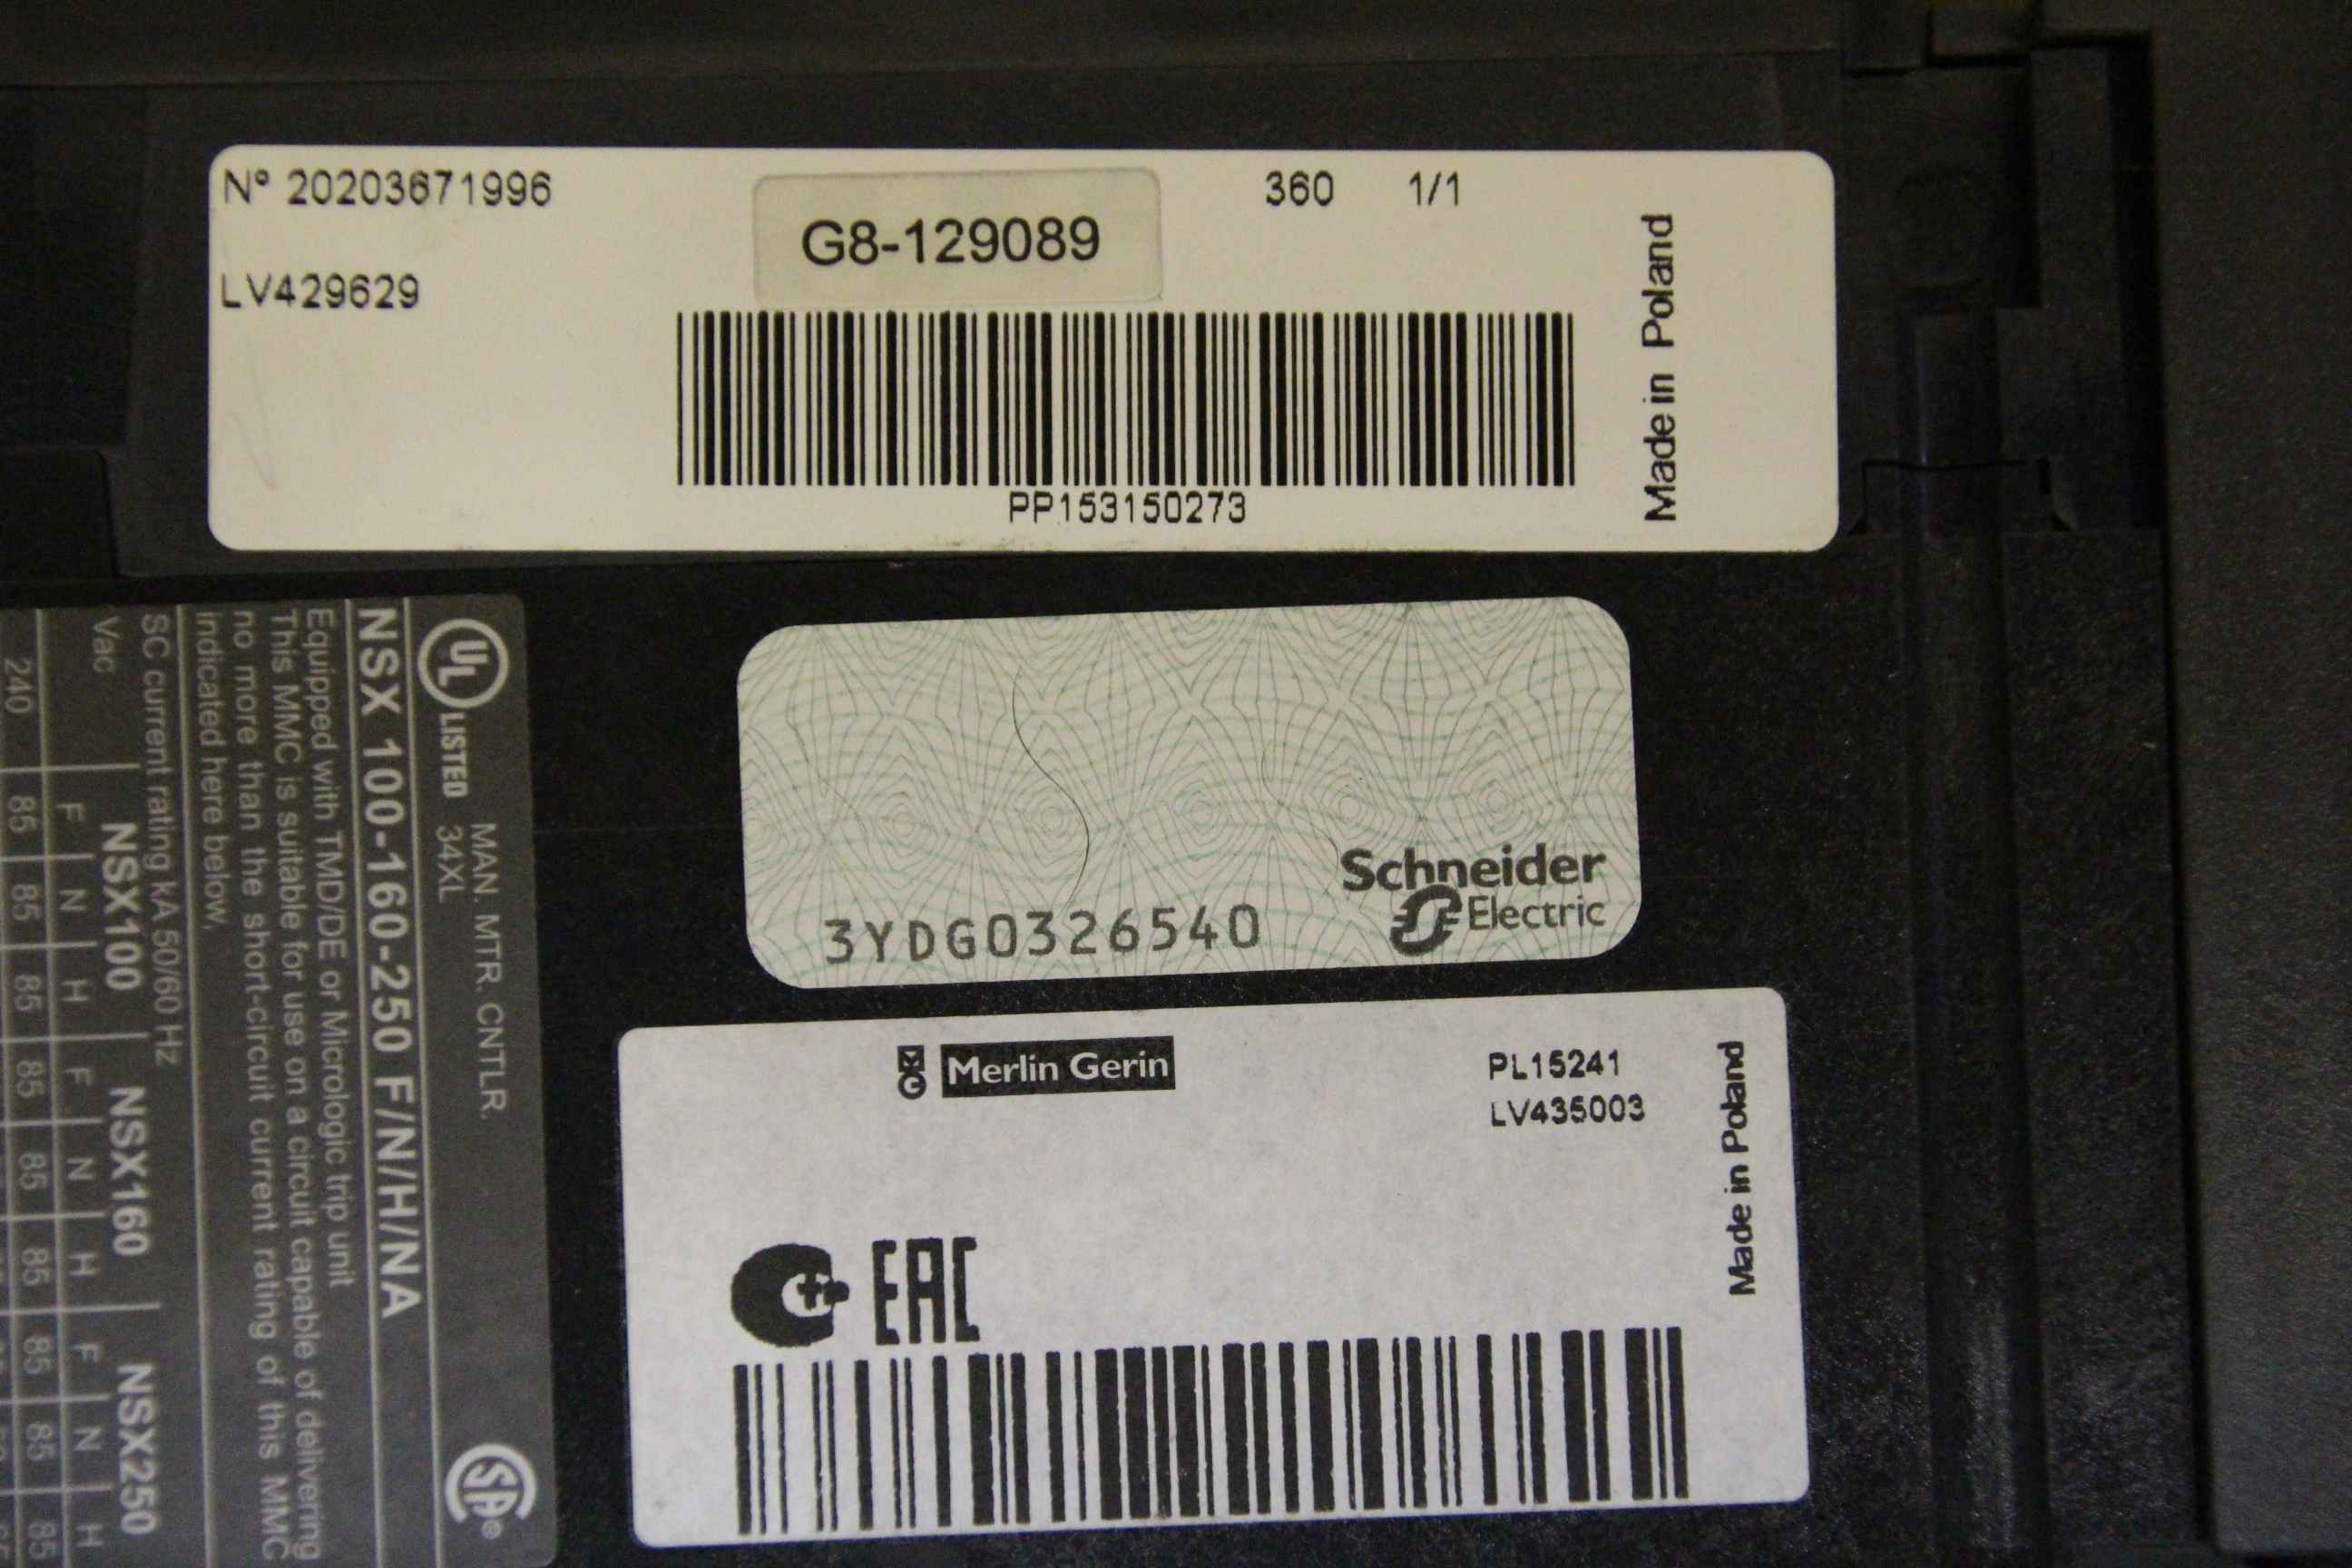 Nº 20203671996
G8-129089
360 1/1
LV429629
PP153150273
Made in Poland
3YDG0326540
Schneider
Electric
Merlin Gerin
PL15241
LV435003
Made in Poland
EAC
UL LISTED
MAN. MTR. CNTLR.
34XL
NSX 100-160-250 F/N/H/NA
Equipped with TMD/DE or Micrologic trip unit
This MMC is suitable for use on a circuit capable of delivering
no more than the short-circuit current rating of this MMC
indicated here below,
SC current rating kA 50/60 Hz
Vac NSX100 NSX160 NSX250
F N H F N H F N H
240 85 85 85 85 85 85 85 85 85